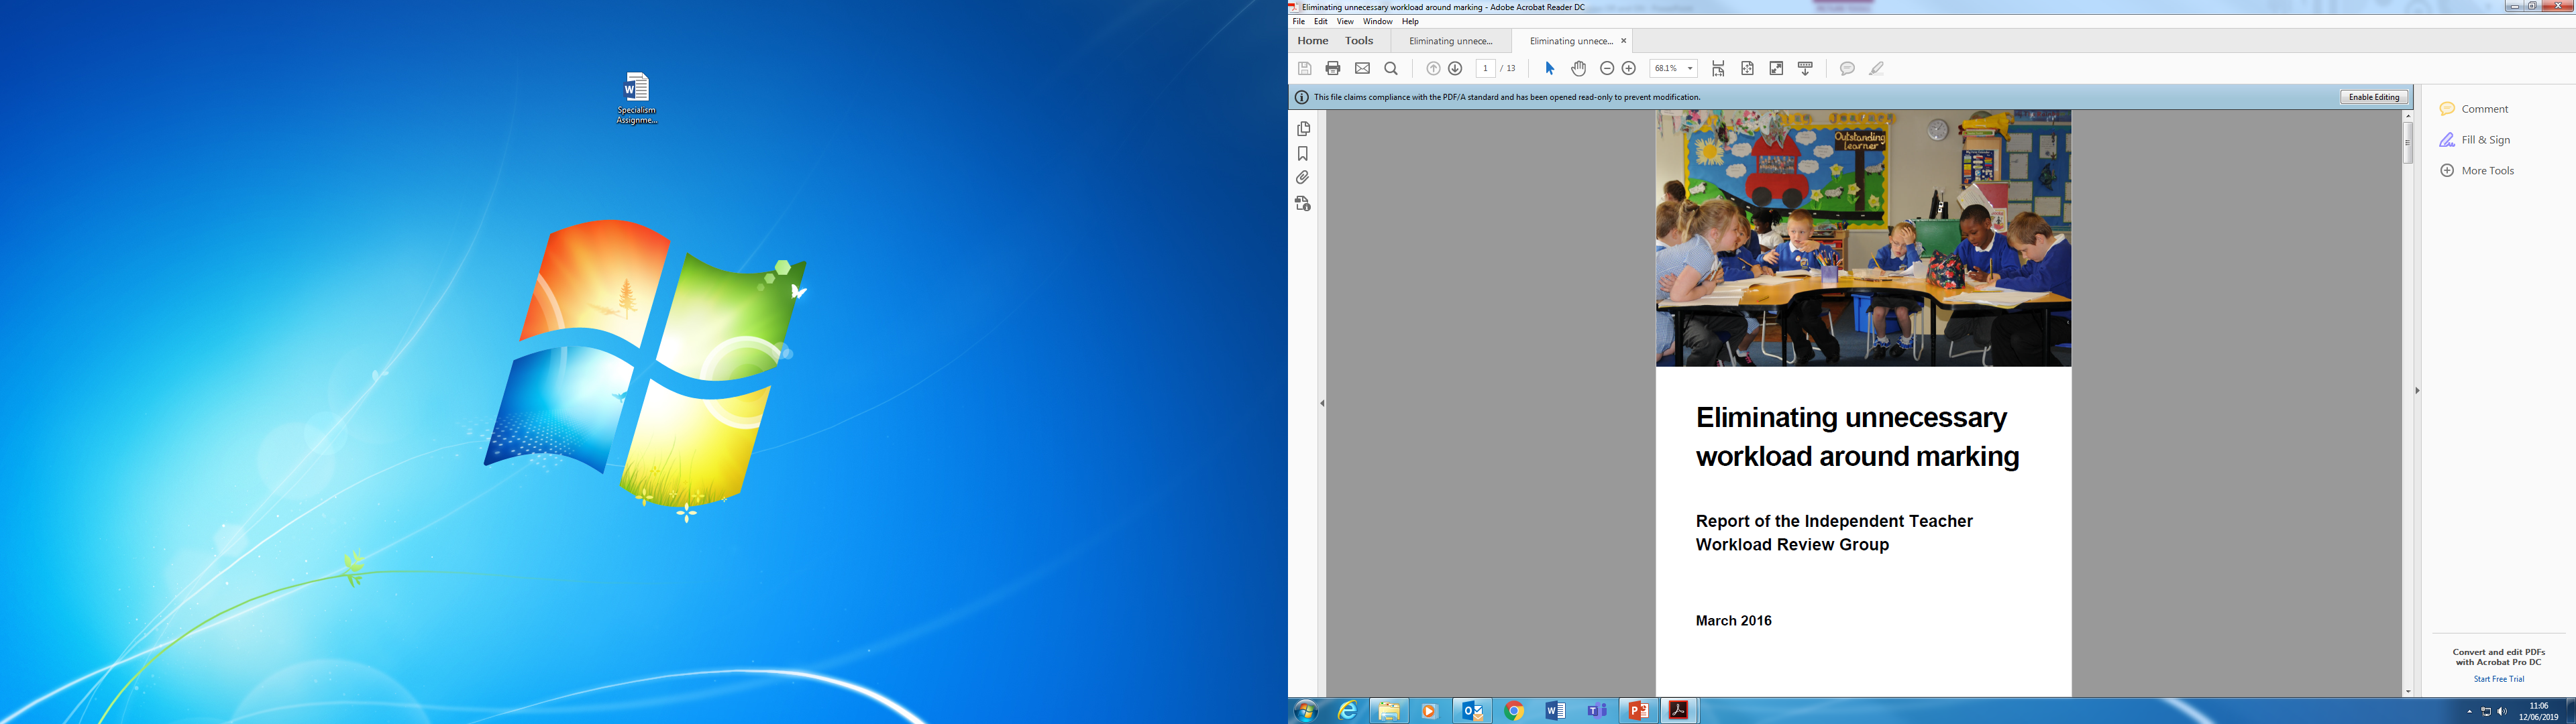 Specialism
Assignme...
Eliminating unnecessary workload around marking - Adobe Acrobat Reader DC
File Edit View Window Help
Home Tools Eliminating unnece... Eliminating unnece... ×
1 / 13 68.1%
This file claims compliance with the PDF/A standard and has been opened read-only to prevent modification.
Enable Editing
Comment
Fill & Sign
More Tools
Outstanding
learner
Eliminating unnecessary
workload around marking
Report of the Independent Teacher
Workload Review Group
March 2016
Convert and edit PDFs
with Acrobat Pro DC
Start Free Trial
11:06
12/06/2019